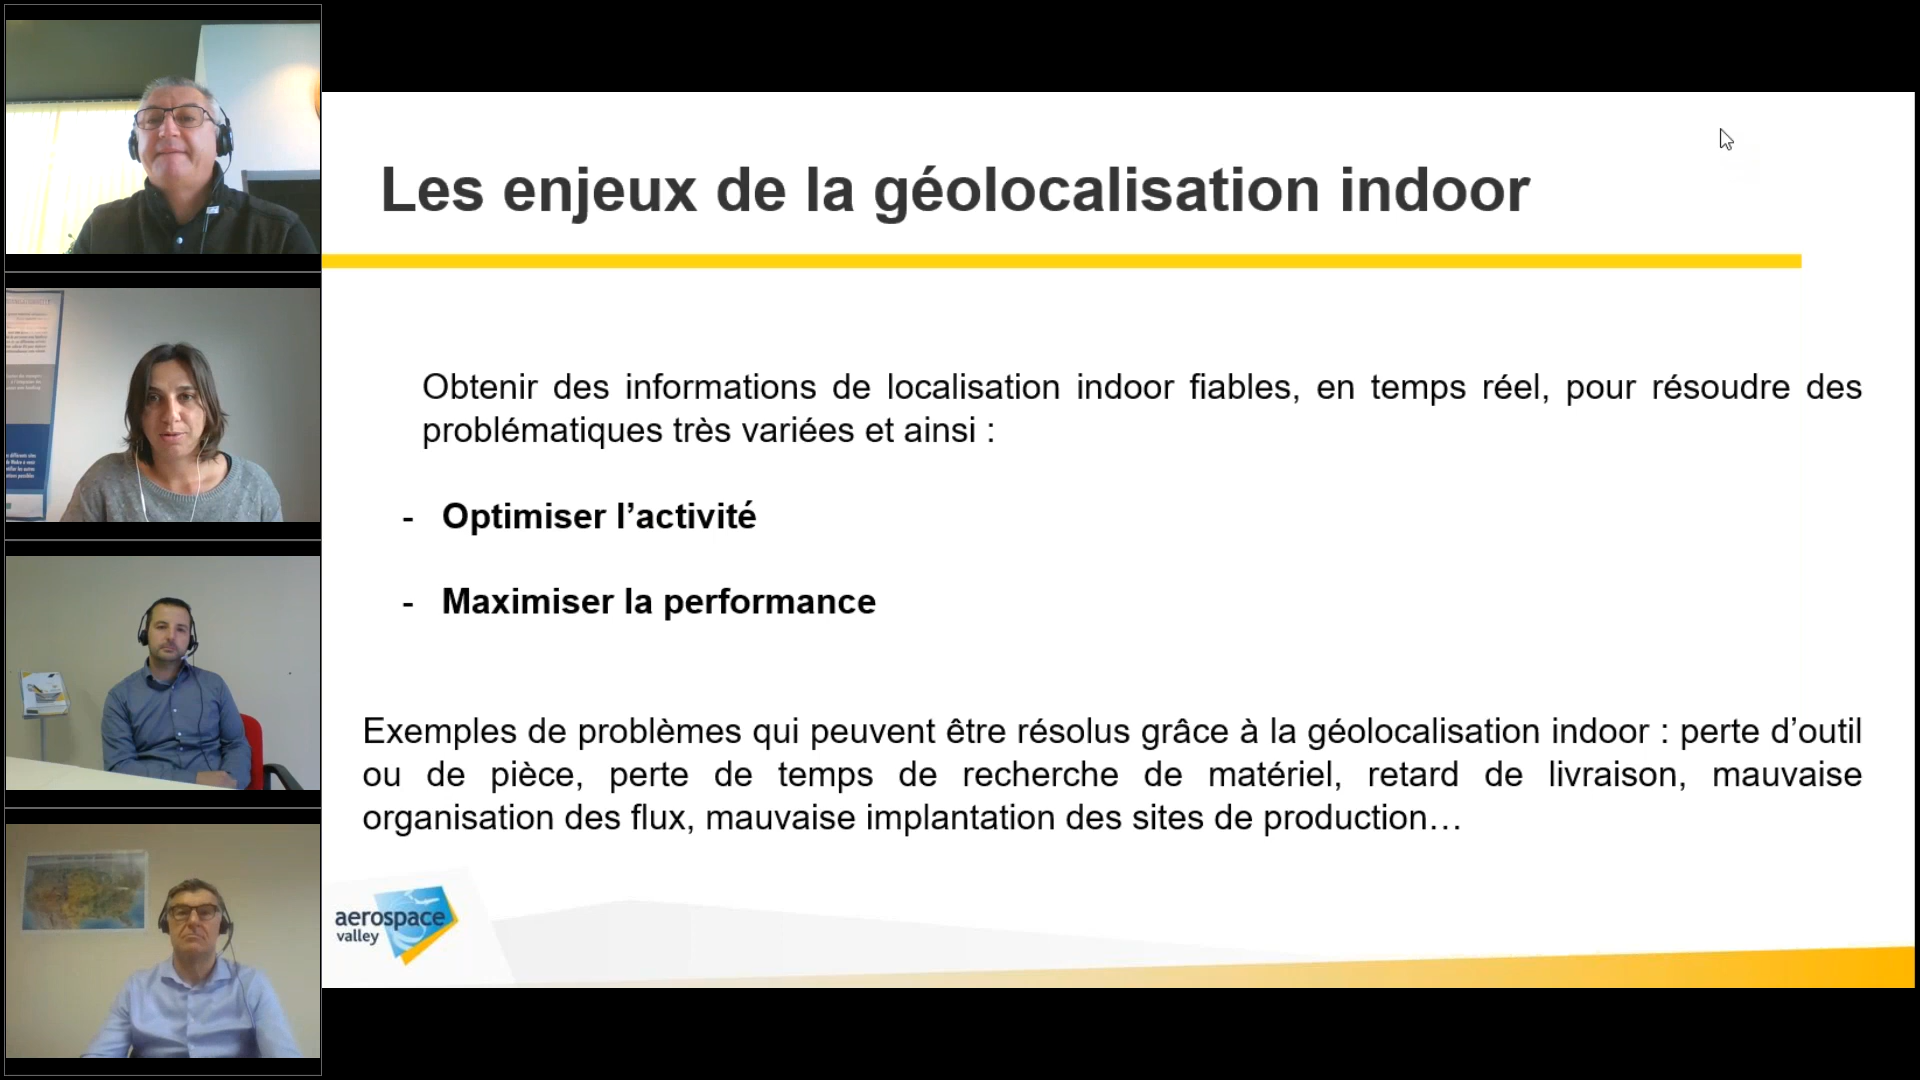 Les enjeux de la géolocalisation indoor
Obtenir des informations de localisation indoor fiables, en temps réel, pour résoudre des
problématiques très variées et ainsi :
- Optimiser l’activité
- Maximiser la performance
Exemples de problèmes qui peuvent être résolus grâce à la géolocalisation indoor : perte d’outil
ou de pièce, perte de temps de recherche de matériel, retard de livraison, mauvaise
organisation des flux, mauvaise implantation des sites de production…
aerospace
valley